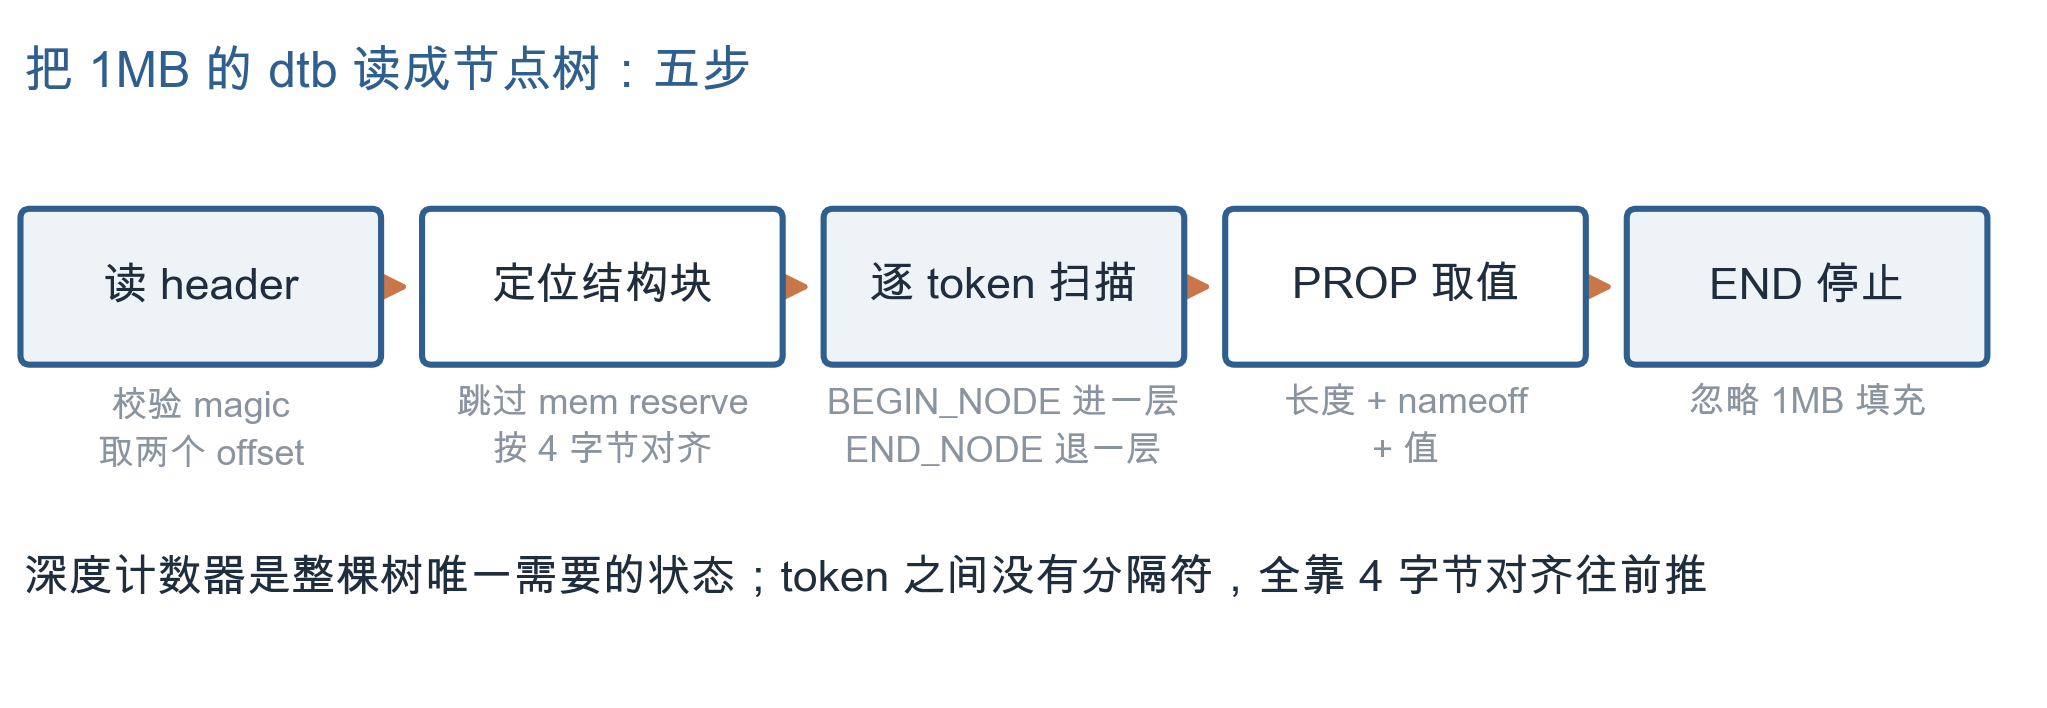 把 1MB 的 dtb 读成节点树：五步
读 header
定位结构块
逐 token 扫描
PROP 取值
END 停止
校验 magic
取两个 offset
跳过 mem reserve
按 4 字节对齐
BEGIN_NODE 进一层
END_NODE 退一层
长度 + nameoff
+ 值
忽略 1MB 填充
深度计数器是整棵树唯一需要的状态；token 之间没有分隔符，全靠 4 字节对齐往前推